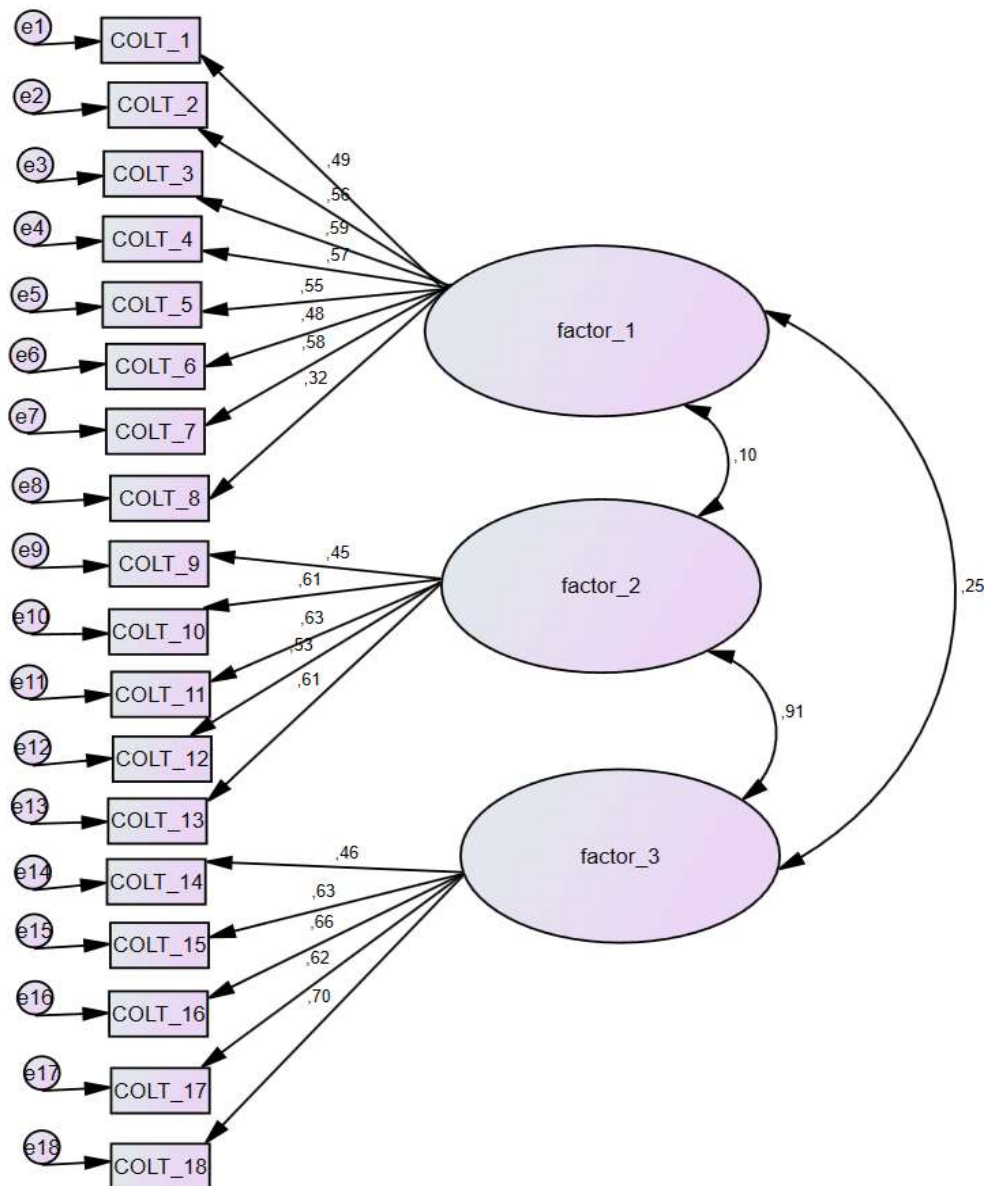 e1
COLT_1
e2
COLT_2
e3
COLT_3
e4
COLT_4
e5
COLT_5
e6
COLT_6
e7
COLT_7
e8
COLT_8
e9
COLT_9
e10
COLT_10
e11
COLT_11
e12
COLT_12
e13
COLT_13
e14
COLT_14
e15
COLT_15
e16
COLT_16
e17
COLT_17
e18
COLT_18
,49
,56
,59
,57
,55
,48
,58
,32
,45
,61
,63
,53
,61
,46
,63
,66
,62
,70
factor_1
factor_2
factor_3
,10
,91
,25